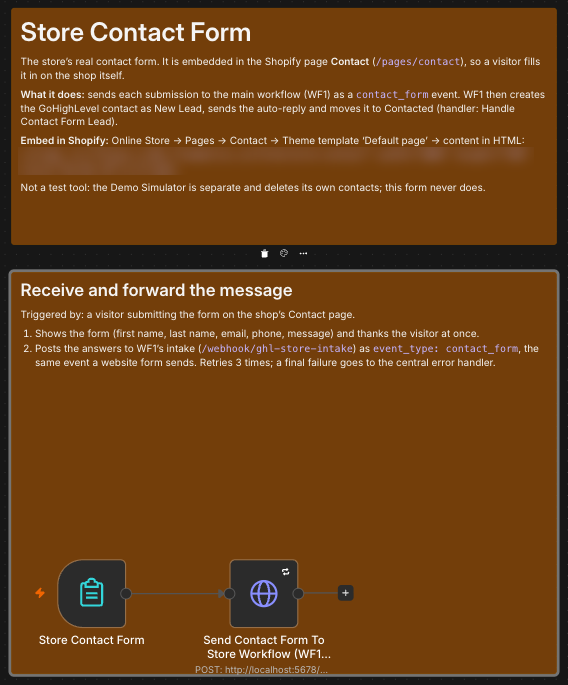 Store Contact Form
The store's real contact form. It is embedded in the Shopify page Contact (/pages/contact), so a visitor fills
it in on the shop itself.
What it does: sends each submission to the main workflow (WF1) as a contact_form event. WF1 then creates
the GoHighLevel contact as New Lead, sends the auto-reply and moves it to Contacted (handler: Handle
Contact Form Lead).
Embed in Shopify: Online Store → Pages → Contact → Theme template 'Default page' → content in HTML:
Not a test tool: the Demo Simulator is separate and deletes its own contacts; this form never does.
Receive and forward the message
Triggered by: a visitor submitting the form on the shop's Contact page.
1. Shows the form (first name, last name, email, phone, message) and thanks the visitor at once.
2. Posts the answers to WF1's intake (/webhook/ghl-store-intake) as event_type: contact_form, the
same event a website form sends. Retries 3 times; a final failure goes to the central error handler.
Store Contact Form
Send Contact Form To
Store Workflow (WF1...
POST: http://localhost:5678/...